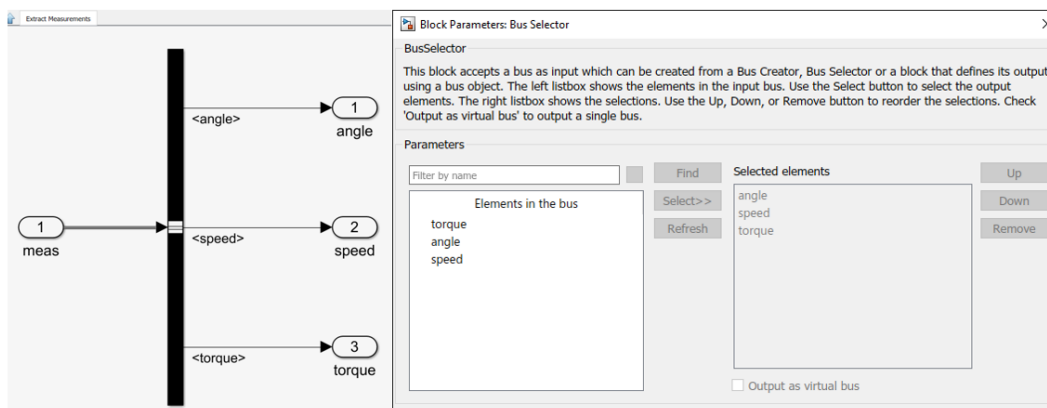 Extract Measurements
1
meas
<angle>
<speed>
<torque>
1
angle
2
speed
3
torque
Block Parameters: Bus Selector
BusSelector
This block accepts a bus as input which can be created from a Bus Creator, Bus Selector or a block that defines its output
using a bus object. The left listbox shows the elements in the input bus. Use the Select button to select the output
elements. The right listbox shows the selections. Use the Up, Down, or Remove button to reorder the selections. Check
'Output as virtual bus' to output a single bus.
Parameters
Filter by name
Find
Elements in the bus
torque
angle
speed
Select>>
Refresh
Selected elements
angle
speed
torque
Up
Down
Remove
Output as virtual bus